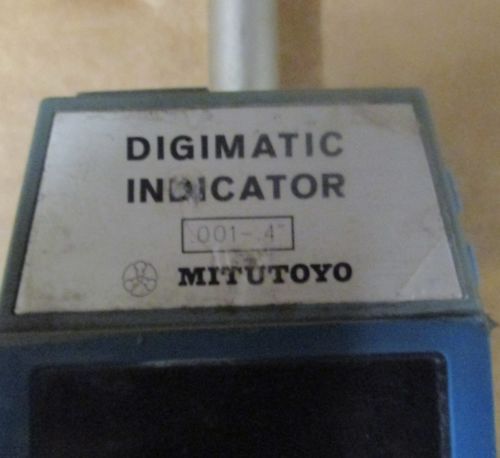 DIGIMATIC
INDICATOR
.001-.4"
MITUTOYO